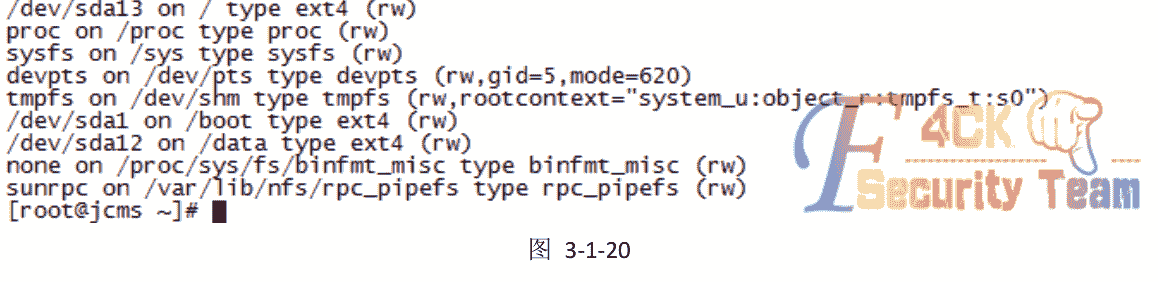 /dev/sda13 on / type ext4 (rw)
proc on /proc type proc (rw)
sysfs on /sys type sysfs (rw)
devpts on /dev/pts type devpts (rw,gid=5,mode=620)
tmpfs on /dev/shm type tmpfs (rw,rootcontext="system_u:object_r:tmpfs_t:s0")
/dev/sda1 on /boot type ext4 (rw)
/dev/sda12 on /data type ext4 (rw)
none on /proc/sys/fs/binfmt_misc type binfmt_misc (rw)
sunrpc on /var/lib/nfs/rpc_pipefs type rpc_pipefs (rw)
[root@jcms ~]#
F4CK
Security Team
图 3-1-20